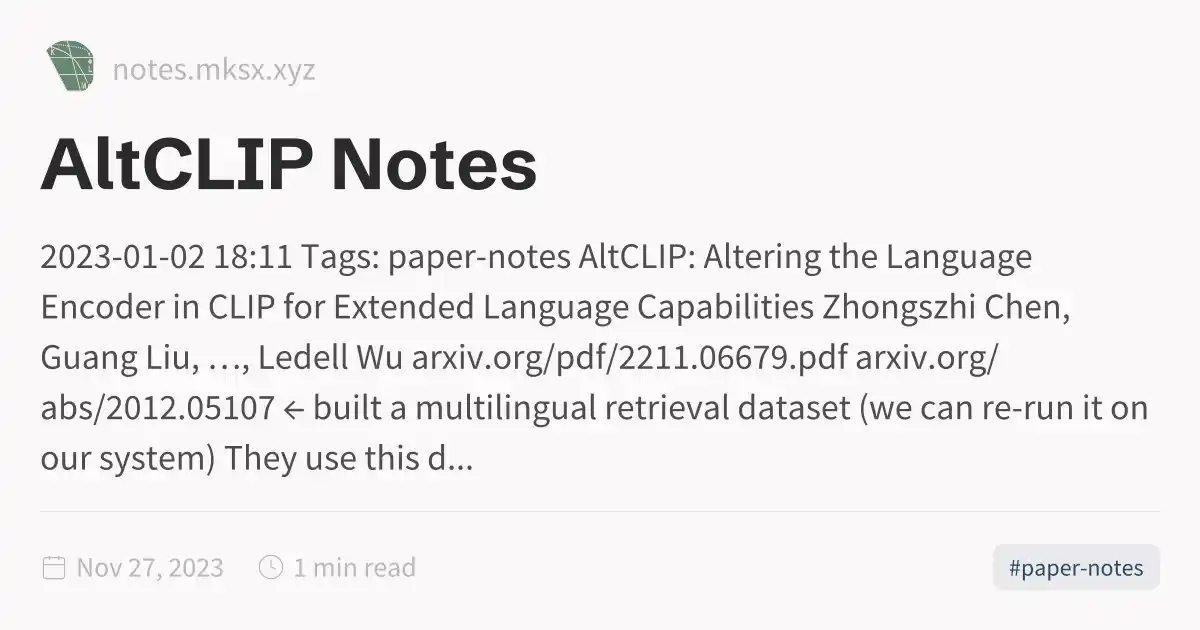 notes.mksx.xyz
AltCLIP Notes
2023-01-02 18:11 Tags: paper-notes AltCLIP: Altering the Language
Encoder in CLIP for Extended Language Capabilities Zhongszhi Chen,
Guang Liu, …, Ledell Wu arxiv.org/pdf/2211.06679.pdf arxiv.org/
abs/2012.05107 ← built a multilingual retrieval dataset (we can re-run it on
our system) They use this d...
Nov 27, 2023 1 min read
#paper-notes